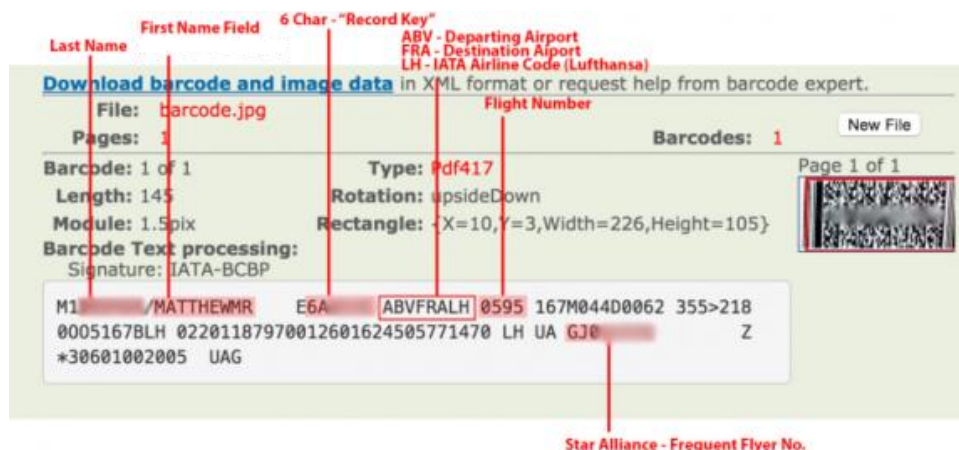 6 Char - “Record Key”
First Name Field
ABV - Departing Airport
Last Name
FRA - Destination Aiport
LH - IATA Airline Code (Lufthansa)
Download barcode and image data in XML format or request help from barcode expert.
Flight Number
File: barcode.jpg
New File
Pages: 1 Barcodes: 1
Barcode: 1 of 1 Type: Pdf417 Page 1 of 1
Length: 145 Rotation: upsideDown
Module: 1.5pix Rectangle: {X=10,Y=3,Width=226,Height=105}
Barcode Text processing:
Signature: IATA-BCBP
M1 /MATTHEWMR E6A ABVFRALH 0595 167M044D0062 355>218
0OO5167BLH 02201187970012601624505771470 LH UA GJ0 Z
*30601002005 UAG
Star Alliance - Frequent Flyer No.